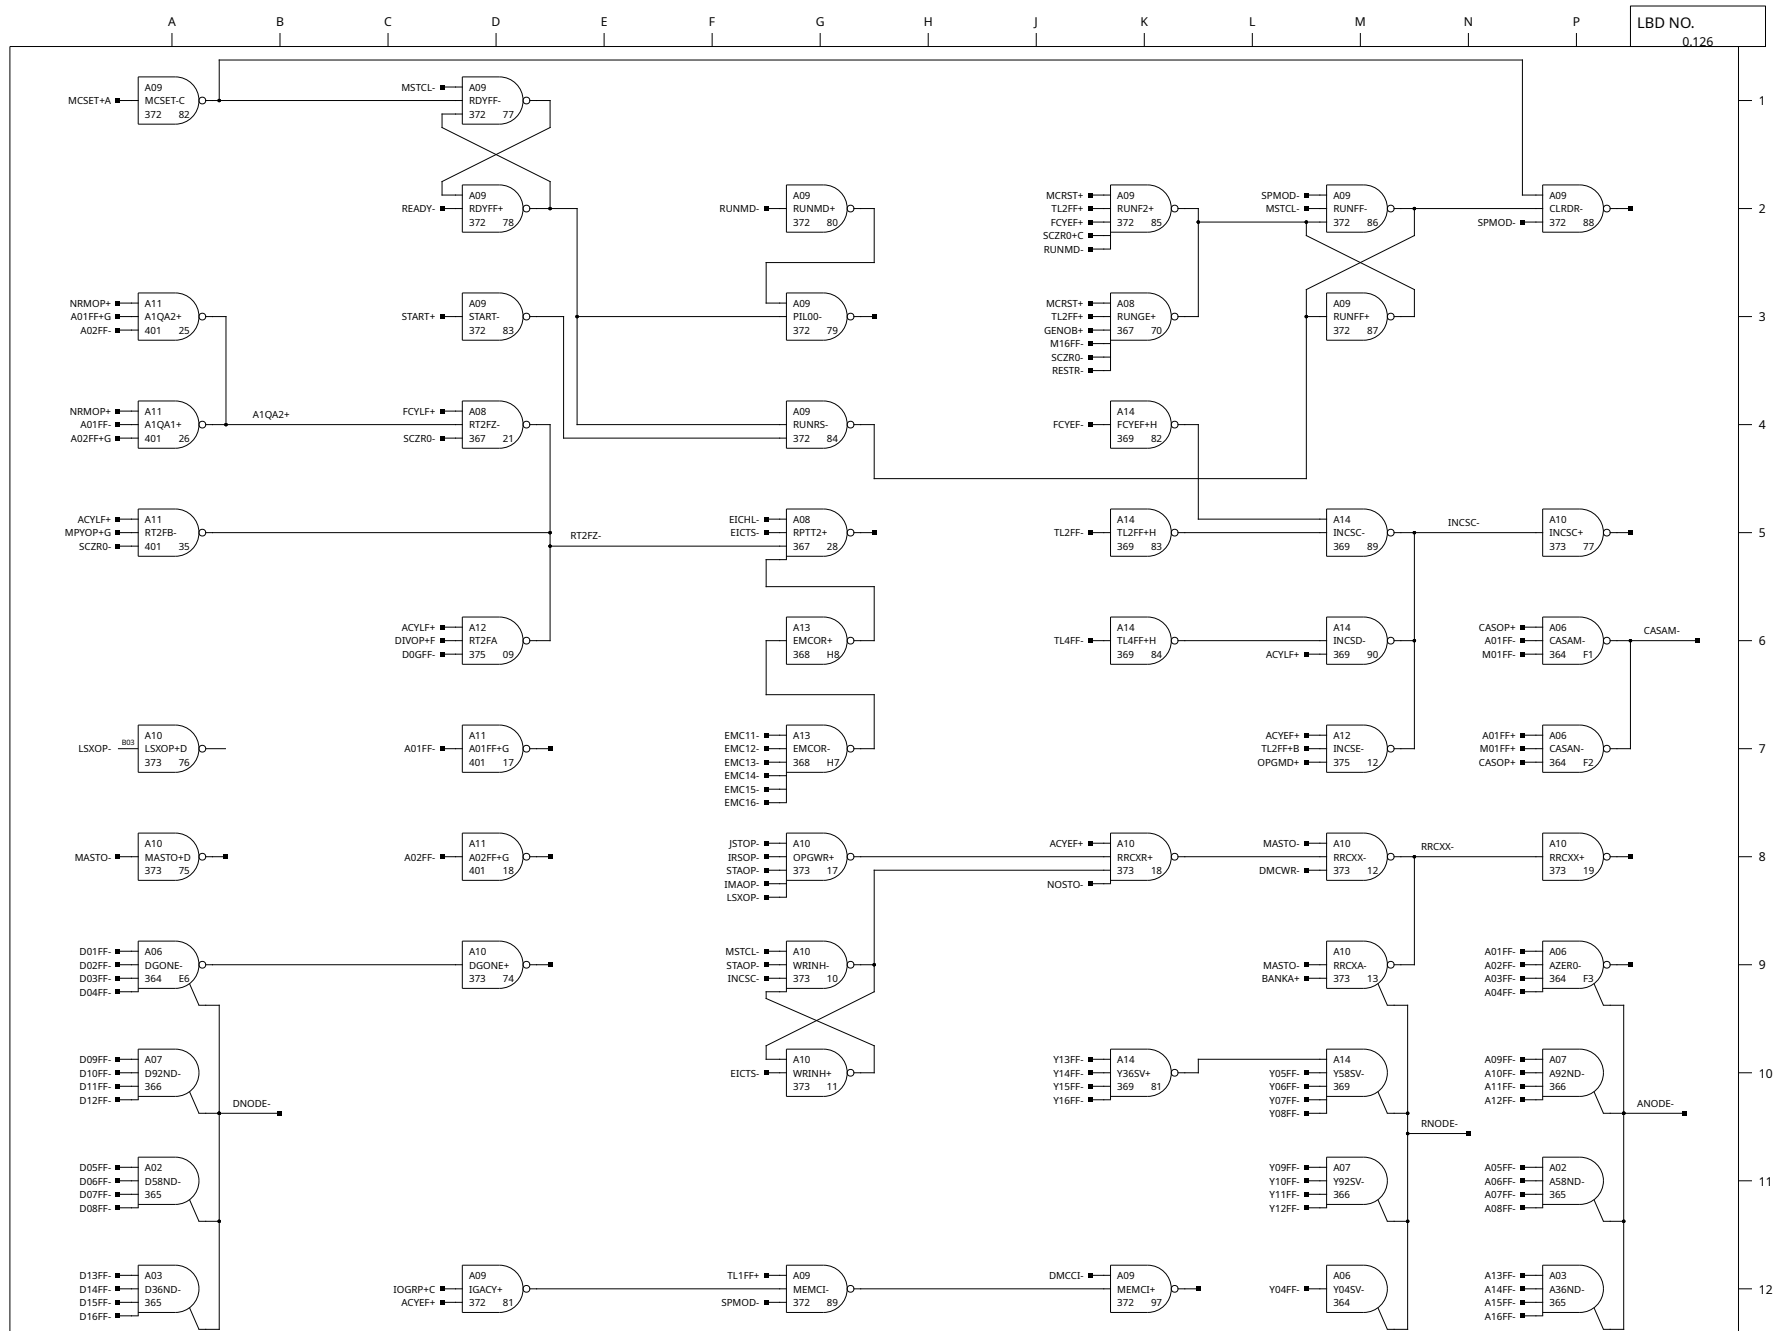 A B C D E F G H J K L M N P
LBD NO.
0.126
MCSET+A
A09
MCSET-C
372 82
MSTCL-
A09
RDYFF-
372 77
1
READY-
A09
RDYFF+
372 78
RUNMD-
A09
RUNMD+
372 80
MCRST+
TL2FF+
FCYEF+
SCZR0+C
RUNMD-
A09
RUNF2+
372 85
SPMOD-
MSTCL-
A09
RUNFF-
372 86
SPMOD-
A09
CLRDR-
372 88
2
NRMOP+
A01FF+G
A02FF-
A11
A1QA2+
401 25
START+
A09
START-
372 83
A09
PIL00-
372 79
MCRST+
TL2FF+
GENOB+
M16FF-
SCZR0-
RESTR-
A08
RUNGE+
367 70
A09
RUNFF+
372 87
3
NRMOP+
A01FF-
A02FF+G
A11
A1QA1+
401 26
A1QA2+
FCYLF+
SCZR0-
A08
RT2FZ-
367 21
A09
RUNRS-
372 84
FCYEF-
A14
FCYEF+H
369 82
4
ACYLF+
MPYOP+G
SCZR0-
A11
RT2FB-
401 35
RT2FZ-
EICHL-
EICTS-
A08
RPTT2+
367 28
TL2FF-
A14
TL2FF+H
369 83
A14
INCSC-
369 89
INCSC-
A10
INCSC+
373 77
5
ACYLF+
DIVOP+F
D0GFF-
A12
RT2FA
375 09
A13
EMCOR+
368 H8
TL4FF-
A14
TL4FF+H
369 84
ACYLF+
A14
INCSD-
369 90
CASOP+
A01FF-
M01FF-
A06
CASAM-
364 F1
CASAM-
6
LSXOP-
B03
A10
LSXOP+D
373 76
A01FF-
A11
A01FF+G
401 17
EMC11-
EMC12-
EMC13-
EMC14-
EMC15-
EMC16-
A13
EMCOR-
368 H7
ACYEF+
TL2FF+B
OPGMD+
A12
INCSE-
375 12
A01FF+
M01FF+
CASOP+
A06
CASAN-
364 F2
7
MASTO-
A10
MASTO+D
373 75
A02FF-
A11
A02FF+G
401 18
JSTOP-
IRSOP-
STAOP-
IMAOP-
LSXOP-
A10
OPGWR+
373 17
ACYEF+
NOSTO-
A10
RRCXR+
373 18
MASTO-
DMCWR-
A10
RRCXX-
373 12
RRCXX-
A10
RRCXX+
373 19
8
D01FF-
D02FF-
D03FF-
D04FF-
A06
DGONE-
364 E6
A10
DGONE+
373 74
MSTCL-
STAOP-
INCSC-
A10
WRINH-
373 10
MASTO-
BANKA+
A10
RRCXA-
373 13
A01FF-
A02FF-
A03FF-
A04FF-
A06
AZER0-
364 F3
9
D09FF-
D10FF-
D11FF-
D12FF-
A07
D92ND-
366
DNODE-
EICTS-
A10
WRINH+
373 11
Y13FF-
Y14FF-
Y15FF-
Y16FF-
A14
Y36SV+
369 81
Y05FF-
Y06FF-
Y07FF-
Y08FF-
A14
Y58SV-
369
RNODE-
A09FF-
A10FF-
A11FF-
A12FF-
A07
A92ND-
366
ANODE-
10
D05FF-
D06FF-
D07FF-
D08FF-
A02
D58ND-
365
Y09FF-
Y10FF-
Y11FF-
Y12FF-
A07
Y92SV-
366
A05FF-
A06FF-
A07FF-
A08FF-
A02
A58ND-
365
11
D13FF-
D14FF-
D15FF-
D16FF-
A03
D36ND-
365
IOGRP+C
ACYEF+
A09
IGACY+
372 81
TL1FF+
SPMOD-
A09
MEMCI-
372 89
DMCCI-
A09
MEMCI+
372 97
Y04FF-
A06
Y04SV-
364
A13FF-
A14FF-
A15FF-
A16FF-
A03
A36ND-
365
12